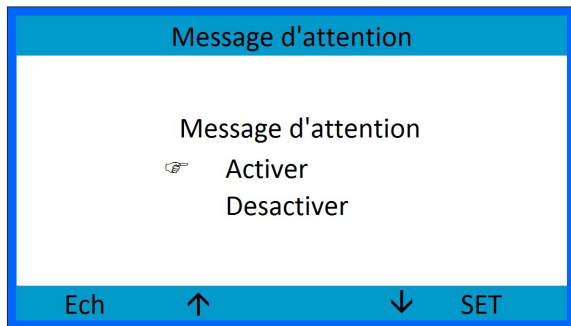 Message d'attention
Message d'attention
☞ Activer
Desactiver
Ech ↑ ↓ SET